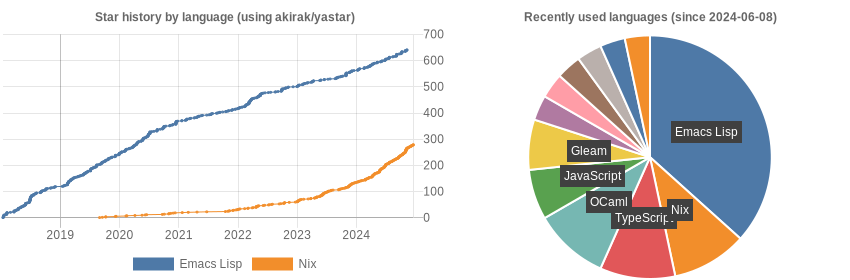 Star history by language (using akirak/yastar)
700
600
500
400
300
200
100
0
2019 2020 2021 2022 2023 2024
Emacs Lisp Nix
Recently used languages (since 2024-06-08)
Emacs Lisp
Gleam
JavaScript
OCaml
TypeScript
Nix